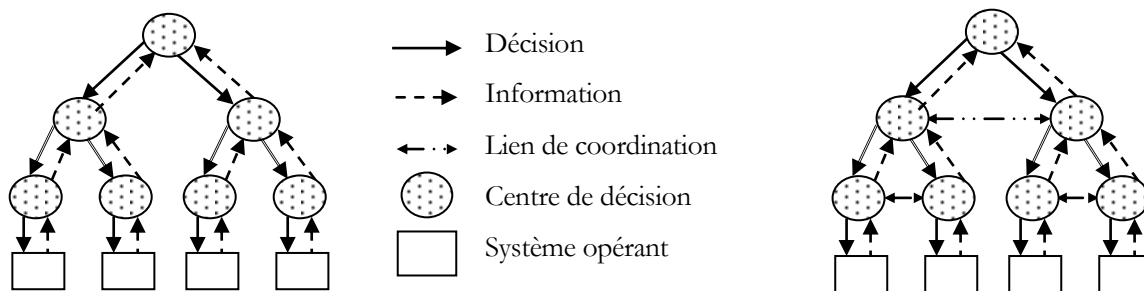 Décision
Information
Lien de coordination
Centre de décision
Système opérant